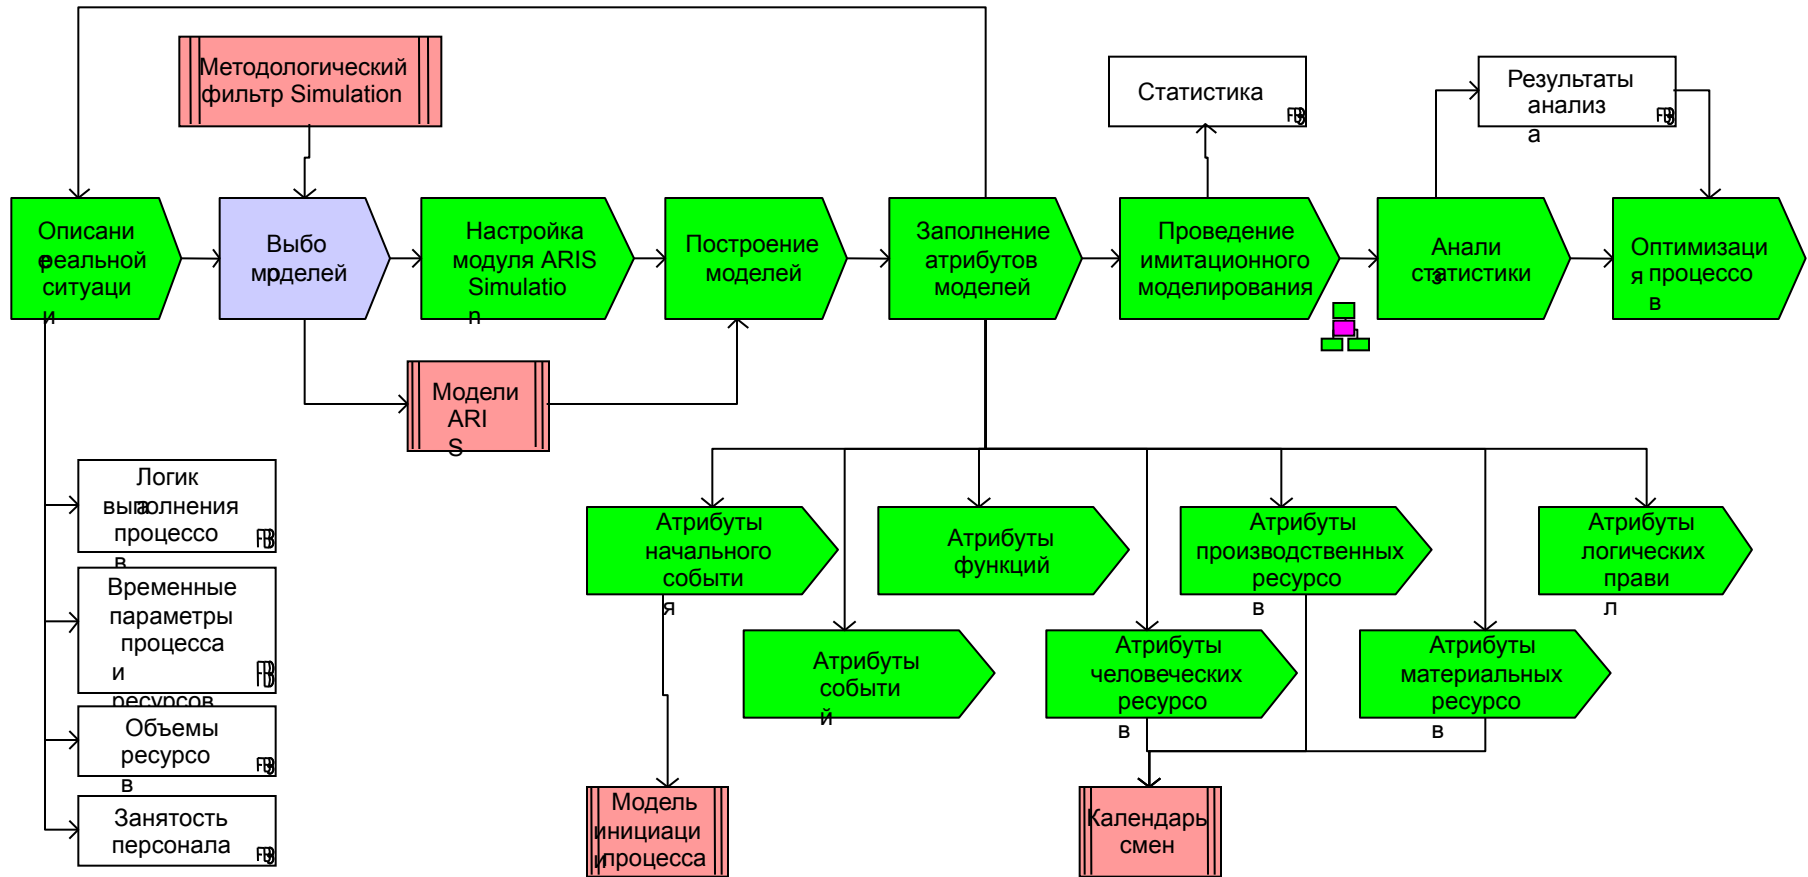 Методологический
фильтр Simulation
Статистика
Результаты
анализ
а
Описани
е
реальной
ситуаци
и
Выбо
р
моделей
Настройка
модуля ARIS
Simulatio
n
Построение
моделей
Заполнение
атрибутов
моделей
Проведение
имитационного
моделирования
Анали
з
статистики
Оптимизаци
я
процессо
в
Модели
ARI
S
Логик
а
выполнения
процессо
в
Временные
параметры
процесса
и
ресурсов
Объемы
ресурсо
в
Занятость
персонала
Атрибуты
начального
событи
я
Атрибуты
функций
Атрибуты
производственных
ресурсо
в
Атрибуты
логических
прави
л
Атрибуты
событи
й
Атрибуты
человеческих
ресурсо
в
Атрибуты
материальных
ресурсо
в
Модель
инициаци
и
процесса
Календарь
смен